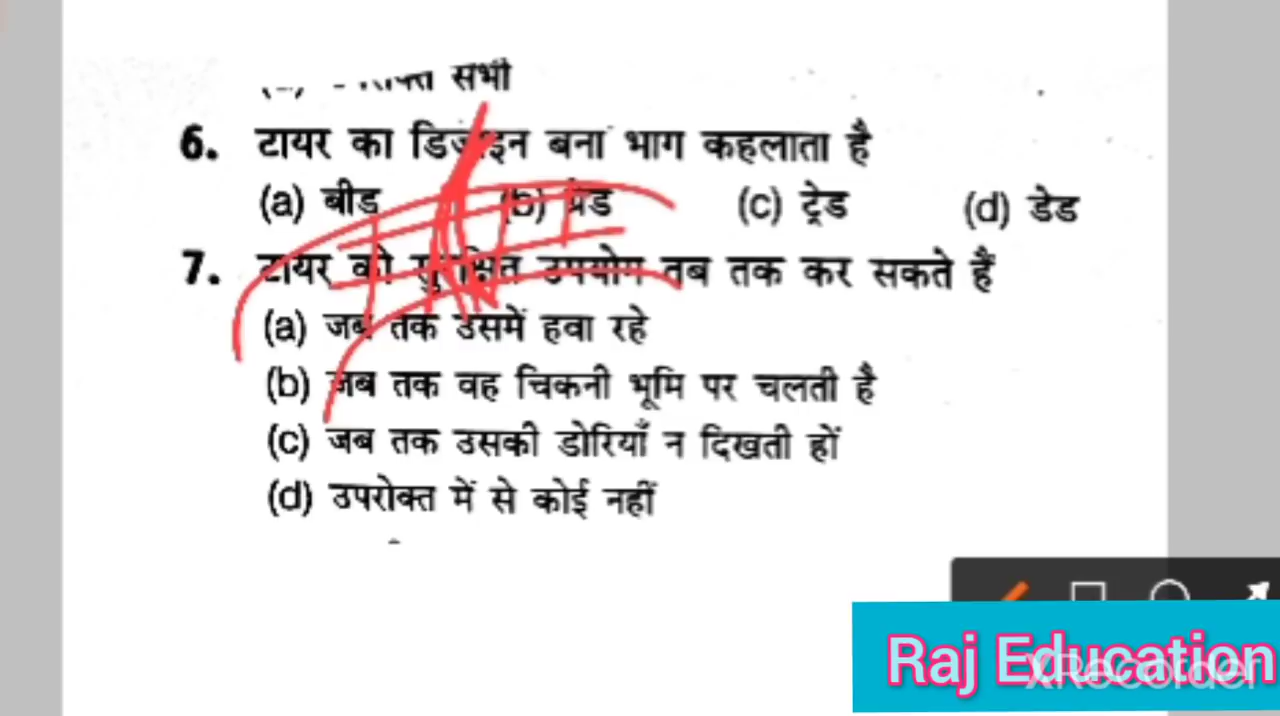 सभी
6. टायर का डिज़ाइन बना भाग कहलाता है
(a) बीड (b) ग्रेड (c) ट्रेड (d) डेड
7. टायर को सुरक्षित उपयोग तब तक कर सकते हैं
(a) जब तक उसमें हवा रहे
(b) जब तक वह चिकनी भूमि पर चलती है
(c) जब तक उसकी डोरियाँ न दिखती हों
(d) उपरोक्त में से कोई नहीं
Raj Education
XRecorder